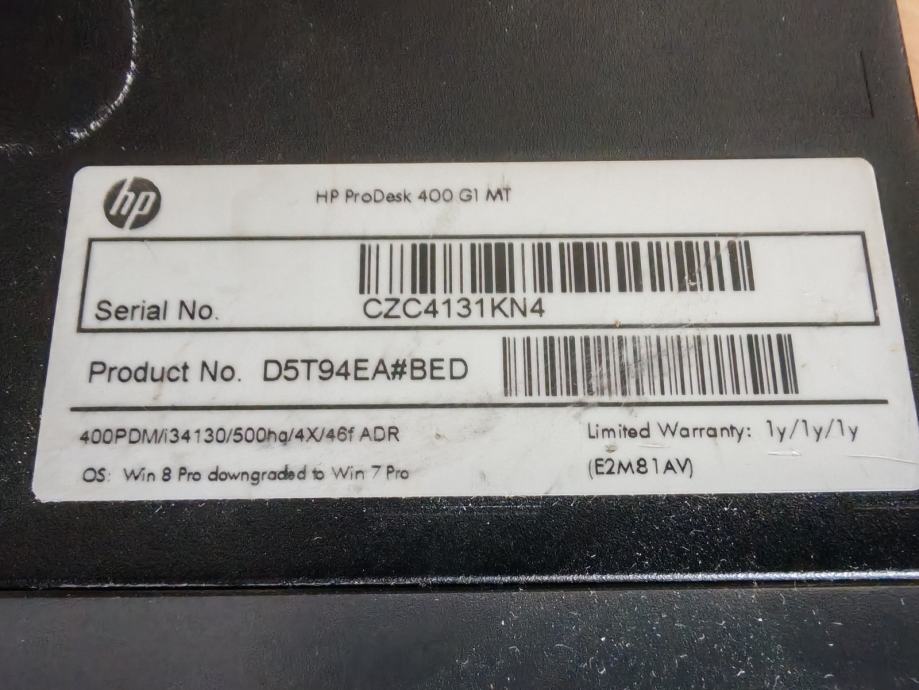 hp
HP ProDesk 400 G1 MT
Serial No.
CZC4131KN4
Product No. D5T94EA#BED
400PDM/i34130/500hq/4X/46f ADR
Limited Warranty: 1y/1y/1y
OS: Win 8 Pro downgraded to Win 7 Pro
(E2M81AV)